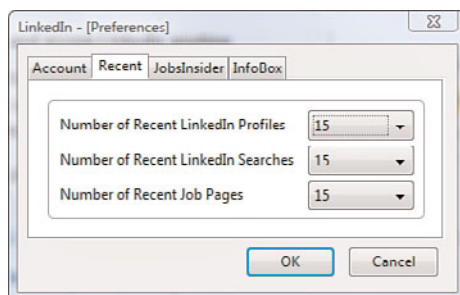 LinkedIn - [Preferences]
Account Recent JobsInsider InfoBox
Number of Recent LinkedIn Profiles 15
Number of Recent LinkedIn Searches 15
Number of Recent Job Pages 15
OK Cancel